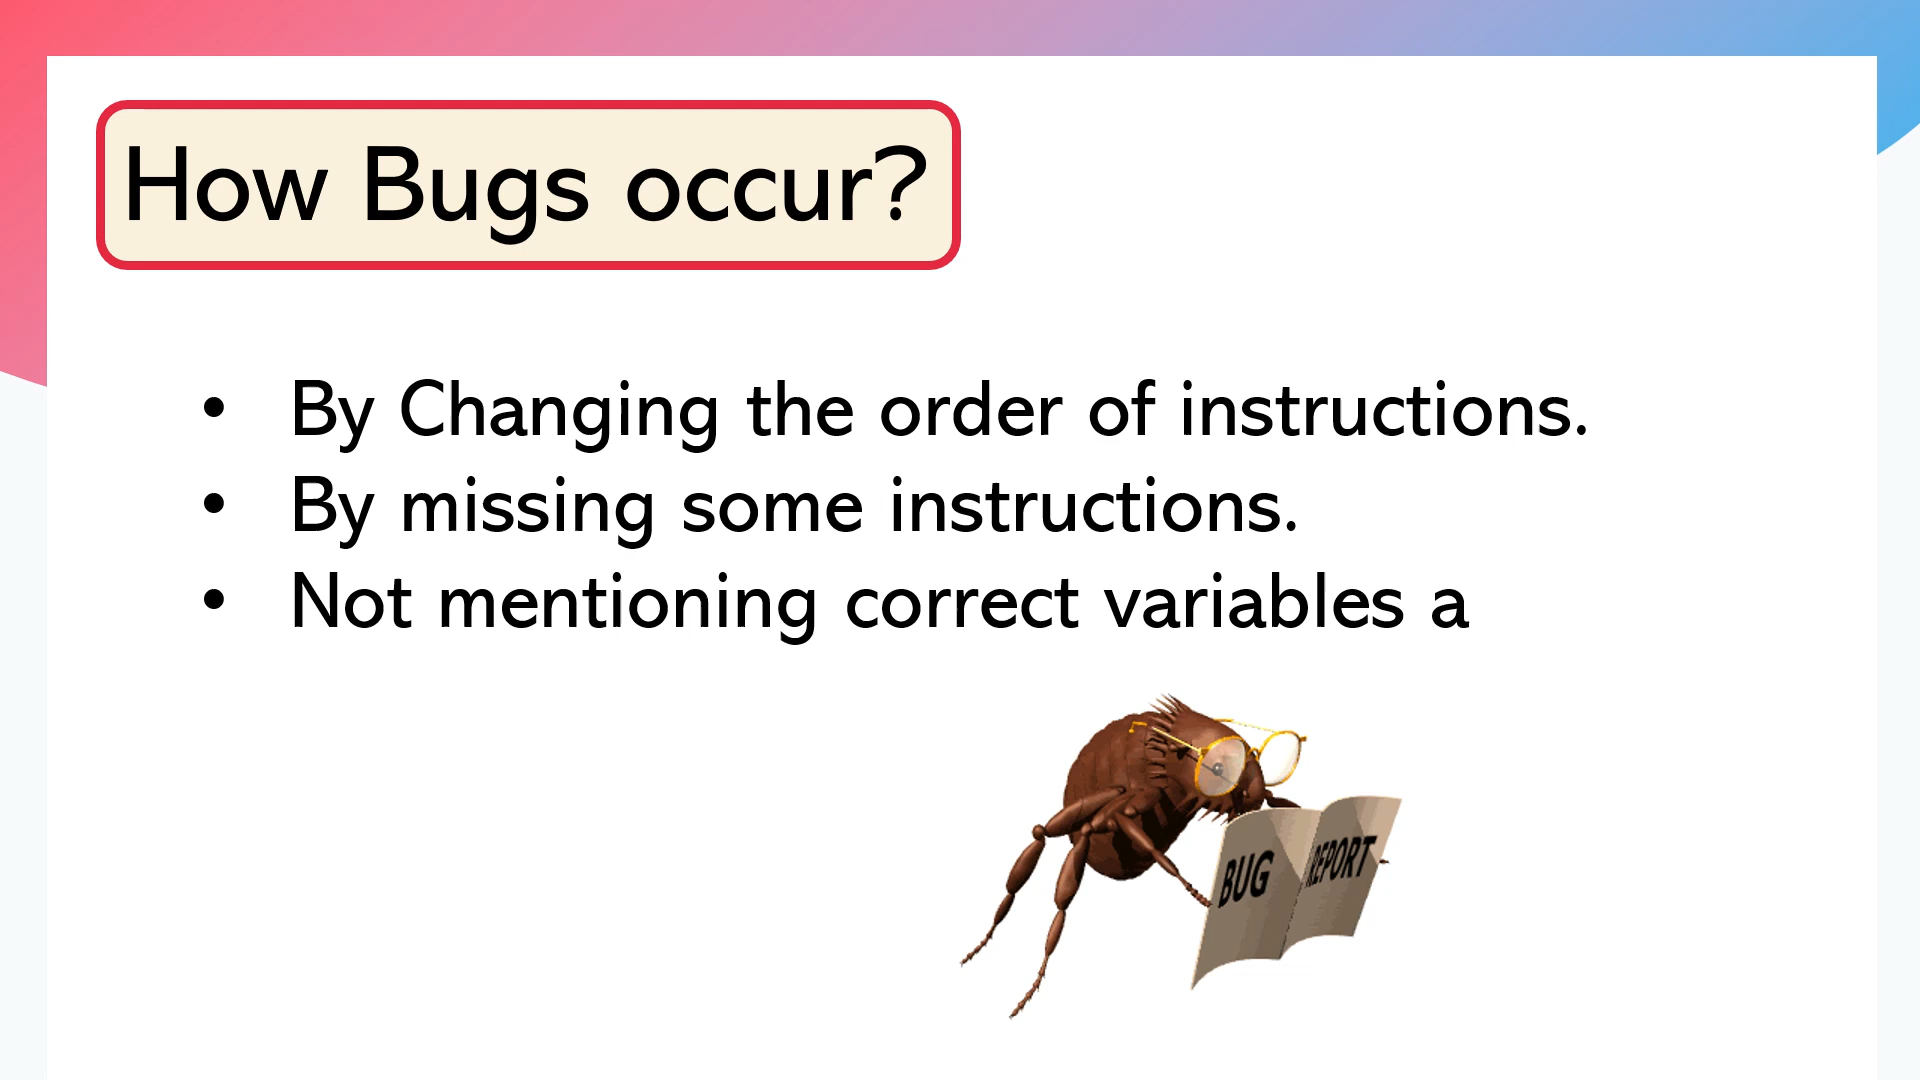 How Bugs occur?
• By Changing the order of instructions.
• By missing some instructions.
• Not mentioning correct variables a
BUG REPORT